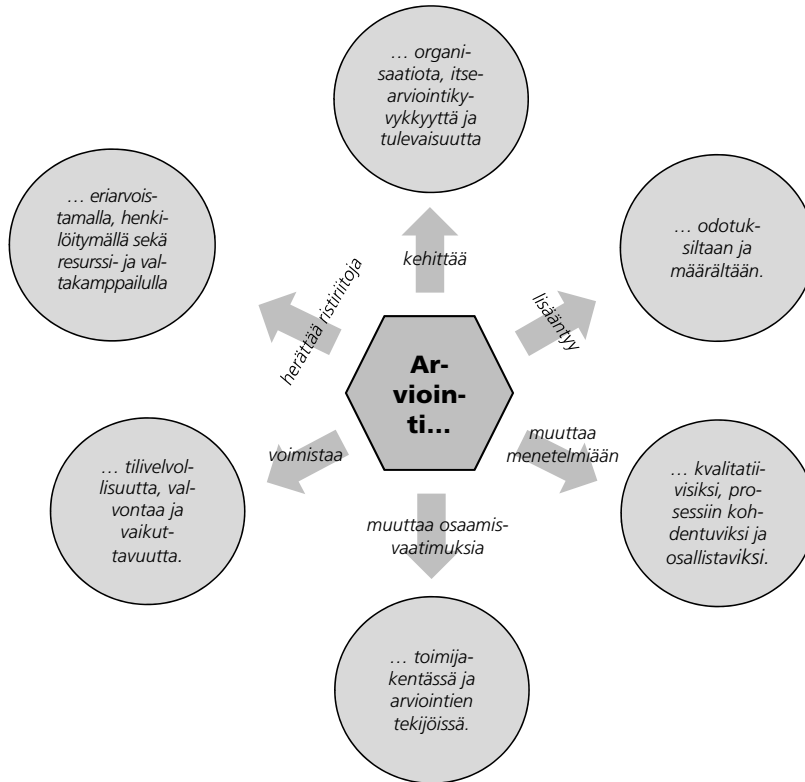 … organi-
saatiota, itse-
arviointiky-
vykkyyttä ja
tulevaisuutta
… eriarvois-
tamalla, henki-
löitymällä sekä
resurssi- ja val-
takamppailulla
… odotuk-
siltaan ja
määrältään.
kehittää
herättää ristiriitoja
lisääntyy
Ar-
vioin-
ti…
voimistaa
muuttaa
menetelmiään
… tilivelvol-
lisuutta, val-
vontaa ja
vaikut-
tavuutta.
… kvalitatii-
visiksi, pro-
sessiin koh-
dentuviksi ja
osallistaviksi.
muuttaa osaamis-
vaatimuksia
… toimija-
kentässä ja
arviointien
tekijöissä.